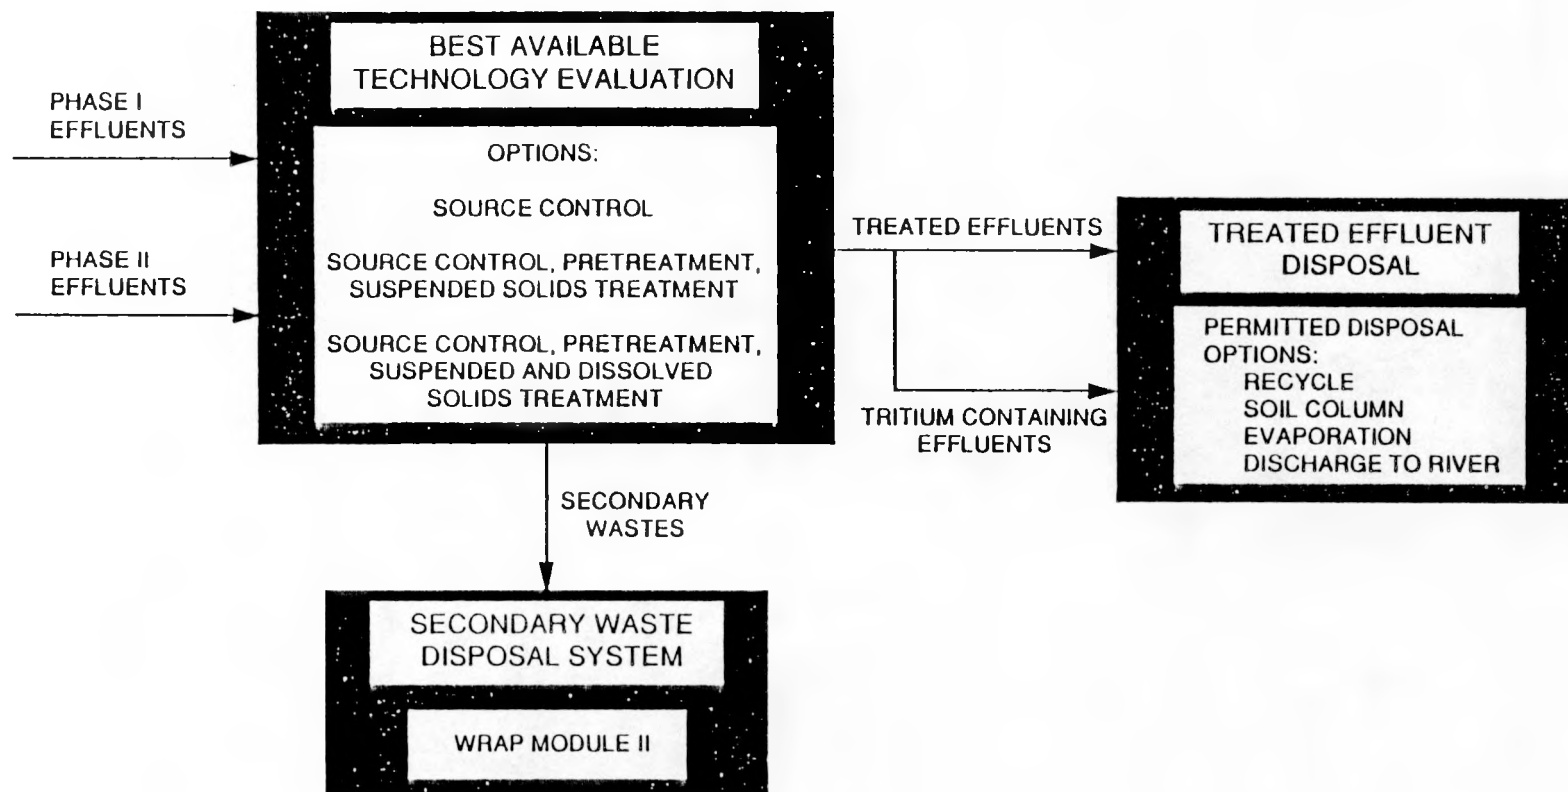 BEST AVAILABLE
TECHNOLOGY EVALUATION
PHASE I
EFFLUENTS
OPTIONS:
SOURCE CONTROL
SOURCE CONTROL, PRETREATMENT,
SUSPENDED SOLIDS TREATMENT
SOURCE CONTROL, PRETREATMENT,
SUSPENDED AND DISSOLVED
SOLIDS TREATMENT
PHASE II
EFFLUENTS
TREATED EFFLUENTS
TRITIUM CONTAINING
EFFLUENTS
TREATED EFFLUENT
DISPOSAL
PERMITTED DISPOSAL
OPTIONS:
RECYCLE
SOIL COLUMN
EVAPORATION
DISCHARGE TO RIVER
SECONDARY
WASTES
SECONDARY WASTE
DISPOSAL SYSTEM
WRAP MODULE II